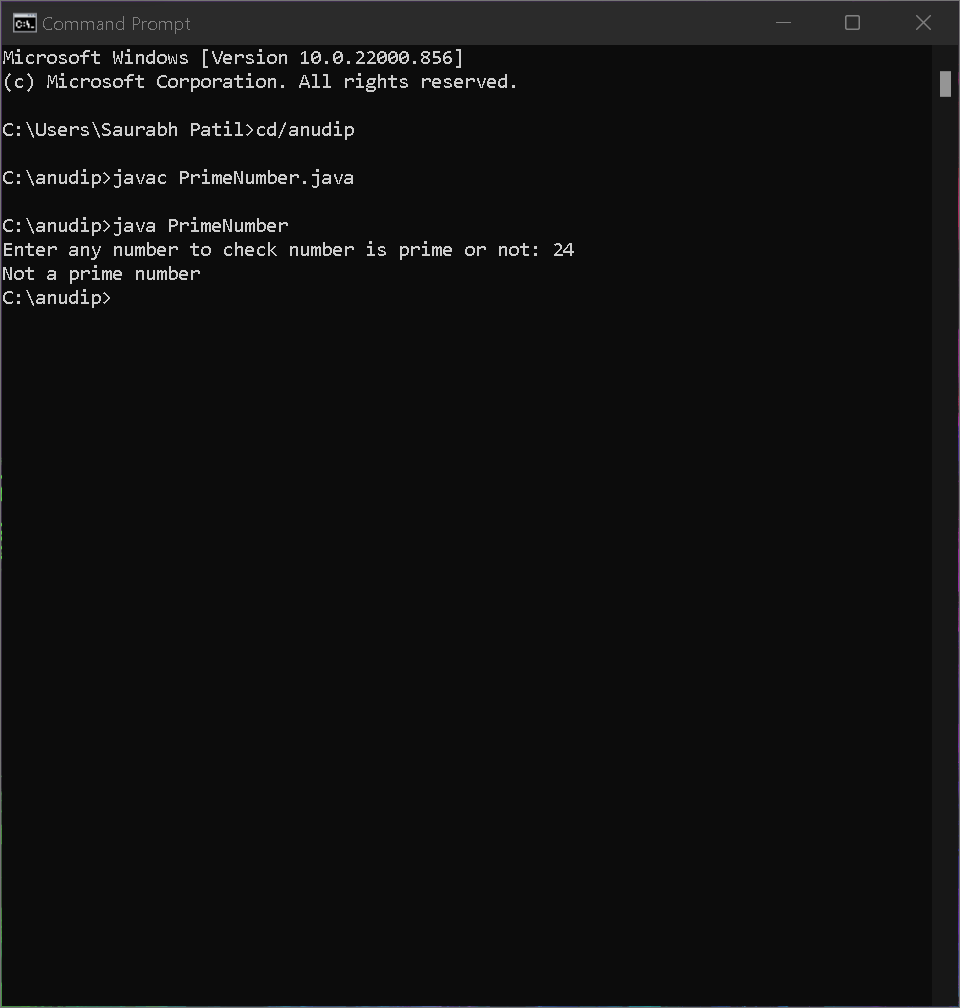 Command Prompt
Microsoft Windows [Version 10.0.22000.856]
(c) Microsoft Corporation. All rights reserved.
C:\Users\Saurabh Patil>cd/anudip
C:\anudip>javac PrimeNumber.java
C:\anudip>java PrimeNumber
Enter any number to check number is prime or not: 24
Not a prime number
C:\anudip>